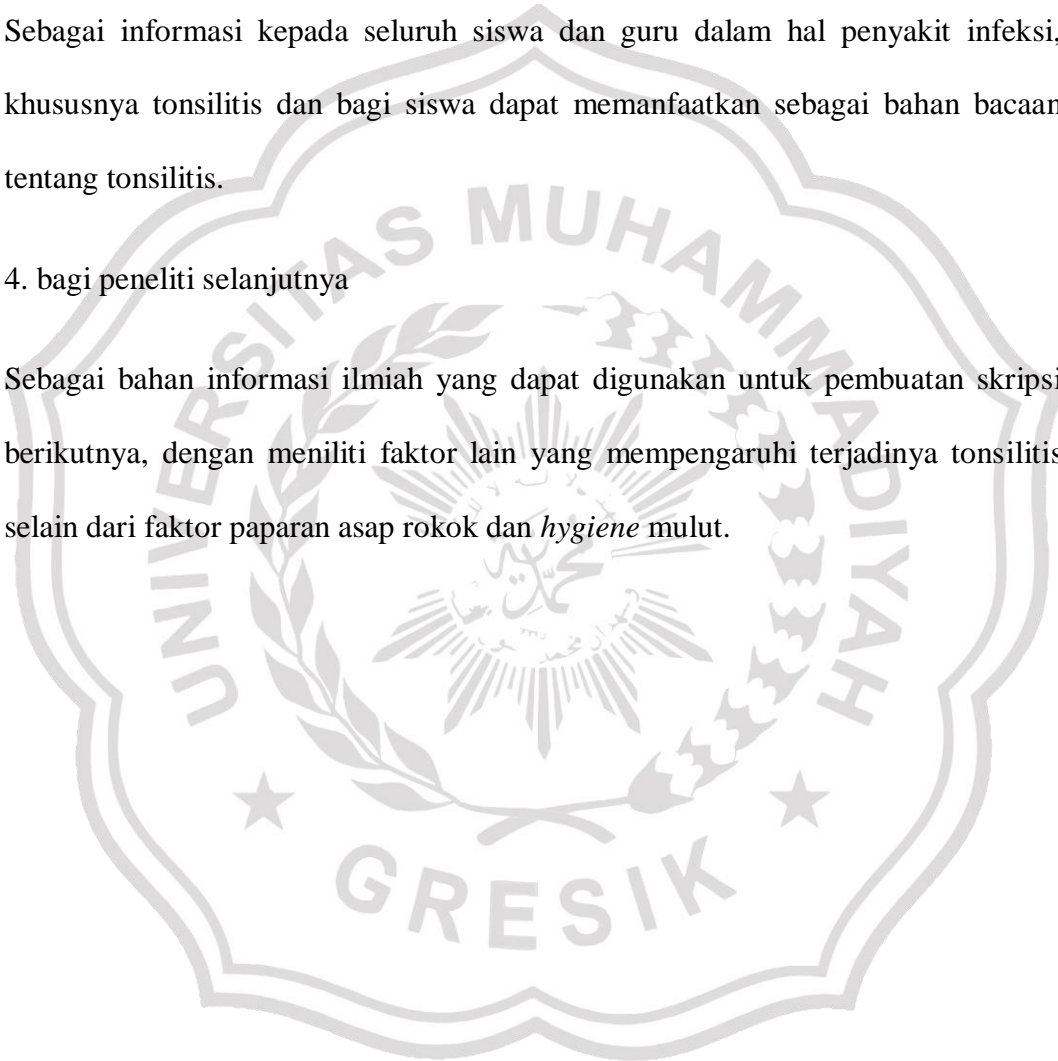 Sebagai informasi kepada seluruh siswa dan guru dalam hal penyakit infeksi,
khususnya tonsilitis dan bagi siswa dapat memanfaatkan sebagai bahan bacaan
tentang tonsilitis.
4. bagi peneliti selanjutnya
Sebagai bahan informasi ilmiah yang dapat digunakan untuk pembuatan skripsi
berikutnya, dengan meniliti faktor lain yang mempengaruhi terjadinya tonsilitis
selain dari faktor paparan asap rokok dan hygiene mulut.
UNIVERSITAS MUHAMMADIYAH
GRESIK